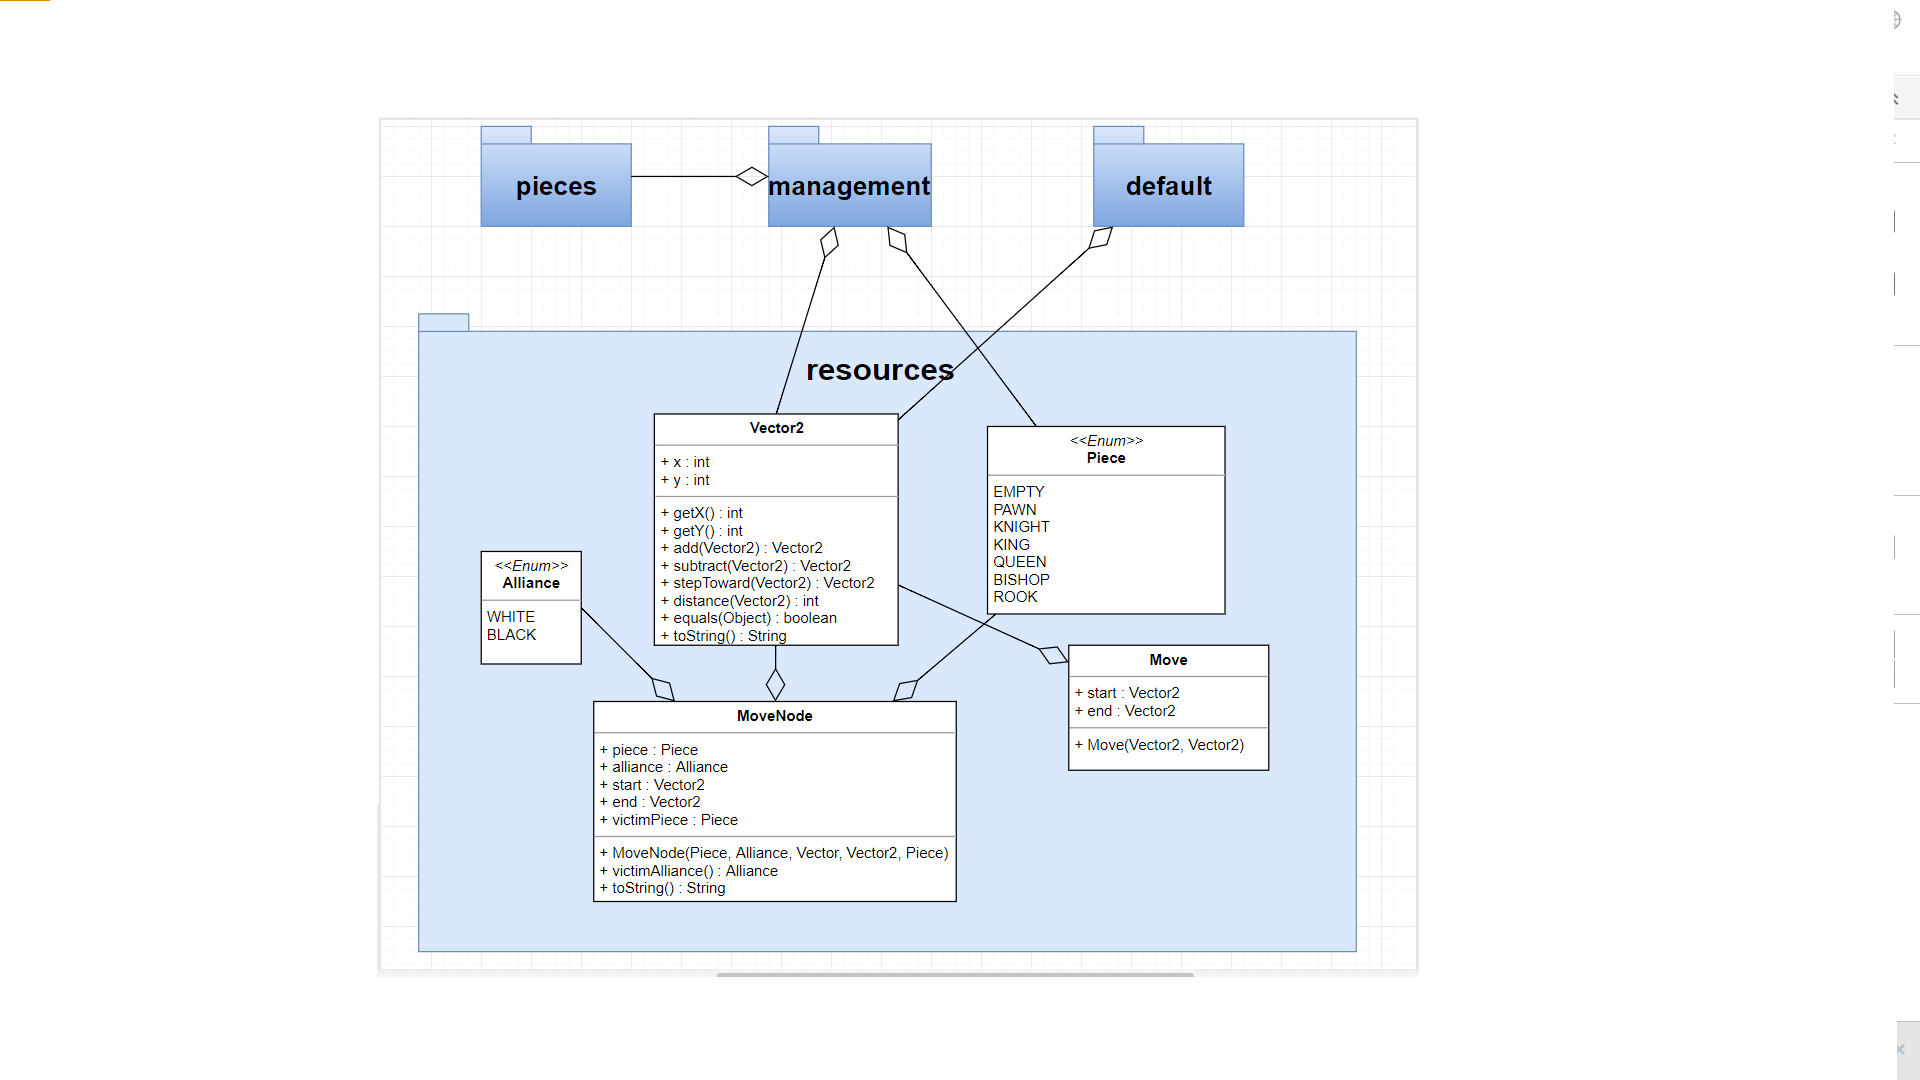 pieces
management
default
resources
Vector2
+ x : int
+ y : int
+ getX() : int
+ getY() : int
+ add(Vector2) : Vector2
+ subtract(Vector2) : Vector2
+ stepToward(Vector2) : Vector2
+ distance(Vector2) : int
+ equals(Object) : boolean
+ toString() : String
<<Enum>>
Piece
EMPTY
PAWN
KNIGHT
KING
QUEEN
BISHOP
ROOK
<<Enum>>
Alliance
WHITE
BLACK
Move
+ start : Vector2
+ end : Vector2
+ Move(Vector2, Vector2)
MoveNode
+ piece : Piece
+ alliance : Alliance
+ start : Vector2
+ end : Vector2
+ victimPiece : Piece
+ MoveNode(Piece, Alliance, Vector, Vector2, Piece)
+ victimAlliance() : Alliance
+ toString() : String